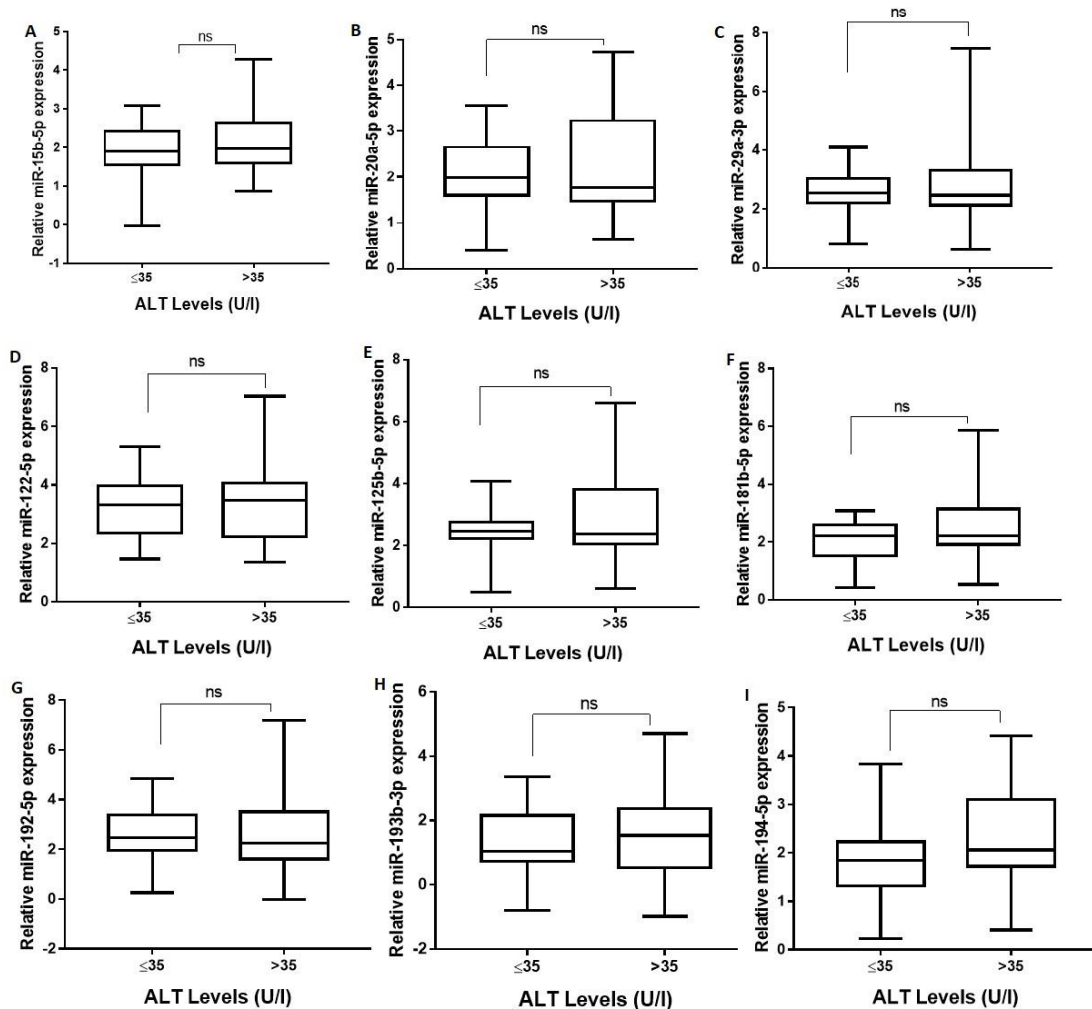 A
Relative miR-15b-5p expression
5
4
3
2
1
0
-1
ns
≤35
>35
ALT Levels (U/l)
B
Relative miR-20a-5p expression
5
4
3
2
1
0
ns
≤35
>35
ALT Levels (U/l)
C
Relative miR-29a-3p expression
8
6
4
2
0
ns
≤35
>35
ALT Levels (U/l)
D
Relative miR-122-5p expression
8
6
4
2
0
ns
≤35
>35
ALT Levels (U/l)
E
Relative miR-125b-5p expression
8
6
4
2
0
ns
≤35
>35
ALT Levels (U/l)
F
Relative miR-181b-5p expression
8
6
4
2
0
ns
≤35
>35
ALT Levels (U/l)
G
Relative miR-192-5p expression
8
6
4
2
0
-2
ns
≤35
>35
ALT Levels (U/l)
H
Relative miR-193b-3p expression
6
4
2
0
-2
ns
≤35
>35
ALT Levels (U/l)
I
Relative miR-194-5p expression
5
4
3
2
1
0
ns
≤35
>35
ALT Levels (U/l)